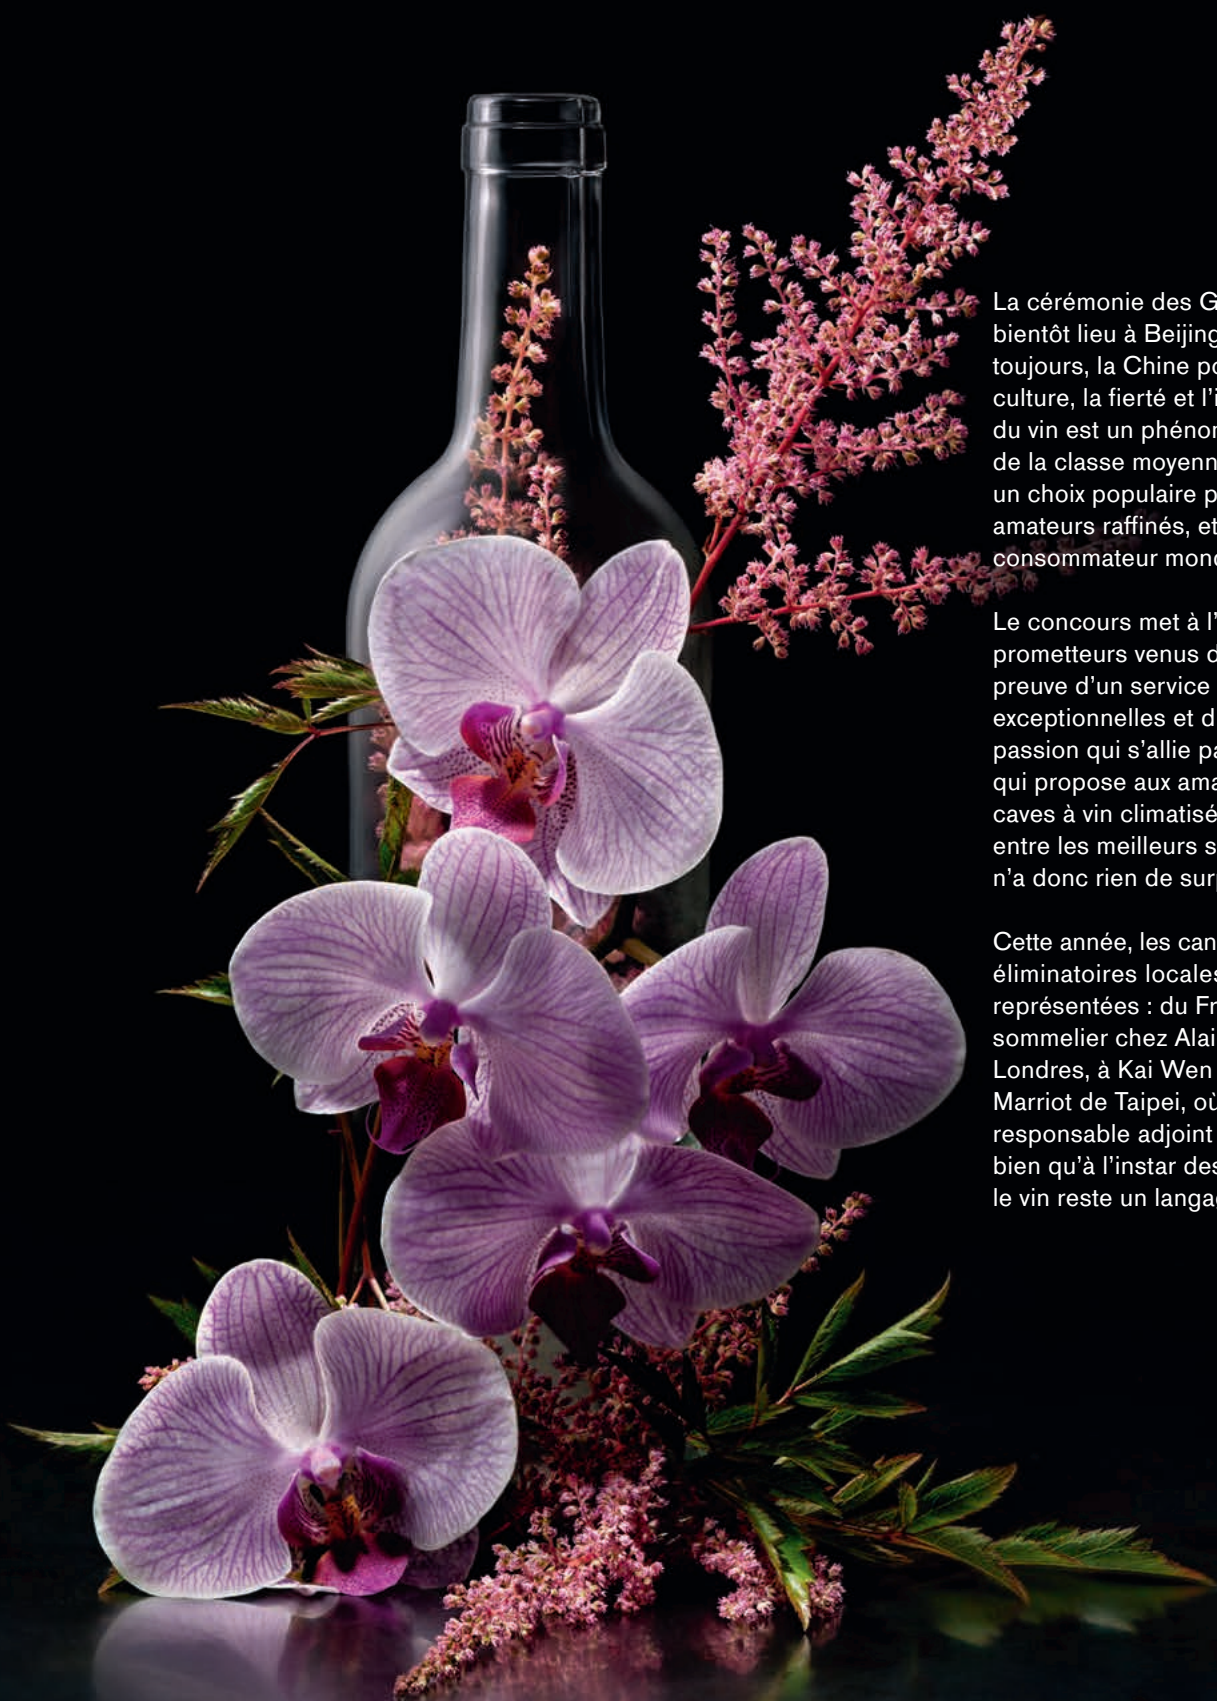 La cérémonie des G
bientôt lieu à Beijing
toujours, la Chine po
culture, la fierté et l'i
du vin est un phéno
de la classe moyenn
un choix populaire p
amateurs raffinés, et
consommateur mond
Le concours met à l'
prometteurs venus d
preuve d'un service
exceptionnelles et d
passion qui s'allie pa
qui propose aux ama
caves à vin climatisé
entre les meilleurs s
n'a donc rien de surp
Cette année, les can
éliminatoires locales
représentées : du Fr
sommelier chez Alai
Londres, à Kai Wen
Marriot de Taipei, où
responsable adjoint
bien qu'à l'instar des
le vin reste un langag